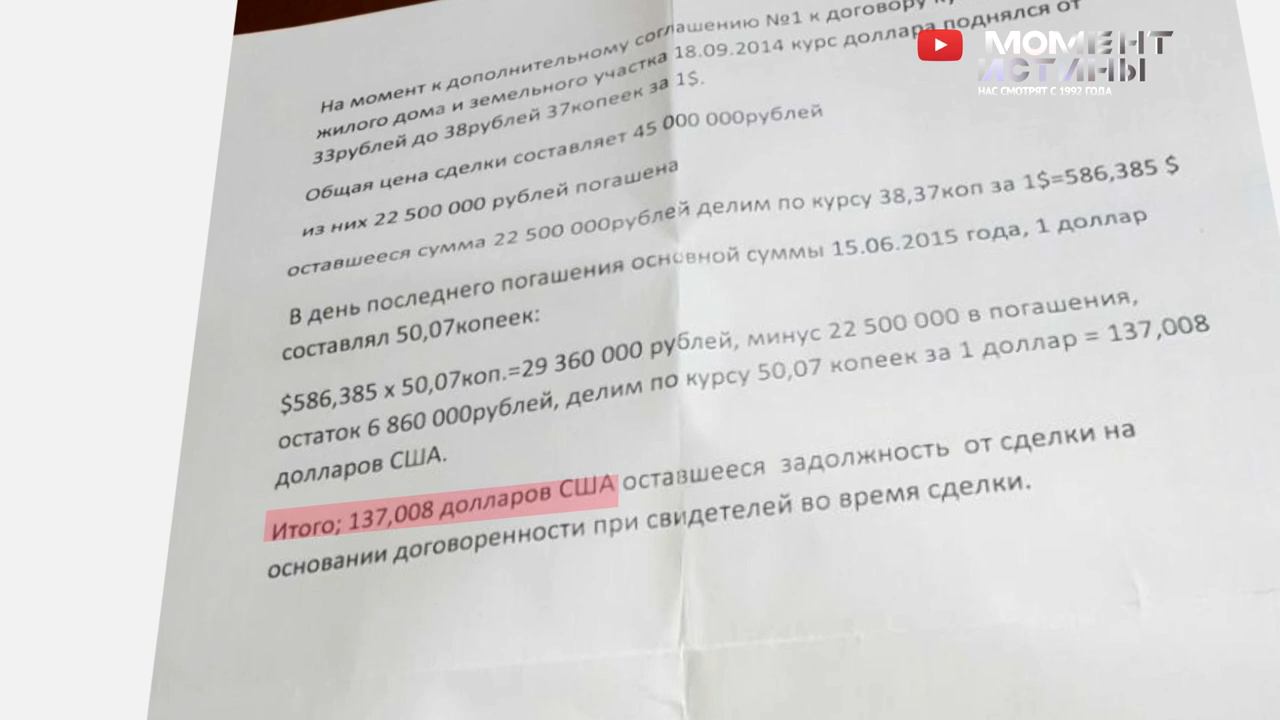 На момент к дополнительному соглашению №1 к договору
жилого дома и земельного участка 18.09.2014 курс доллара поднялся от
33рублей до 38рублей 37копеек за 1$.
Общая цена сделки составляет 45 000 000рублей
из них 22 500 000 рублей погашена
оставшееся сумма 22 500 000рублей делим по курсу 38,37коп за 1$=586,385 $
В день последнего погашения основной суммы 15.06.2015 года, 1 доллар
составлял 50,07копеек:
$586,385 х 50,07коп.=29 360 000 рублей, минус 22 500 000 в погашения,
остаток 6 860 000рублей, делим по курсу 50,07 копеек за 1 доллар = 137,008
долларов США.
Итого; 137,008 долларов США оставшееся задолжность от сделки на
основании договоренности при свидетелей во время сделки.
МОМЕНТ
ИСТИНЫ
НАС СМОТРЯТ С 1992 ГОДА